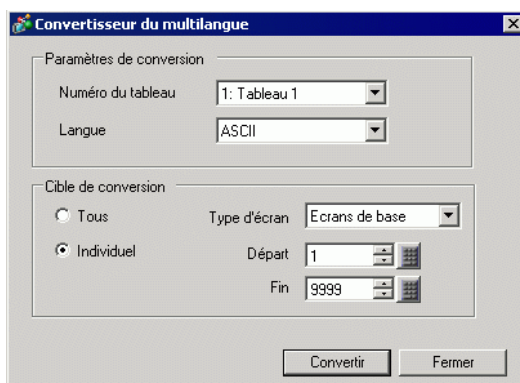 Convertisseur du multilangue
Paramètres de conversion
Numéro du tableau 1: Tableau 1
Langue ASCII
Cible de conversion
Tous Type d'écran Ecrans de base
Individuel Départ 1
Fin 9999
Convertir Fermer